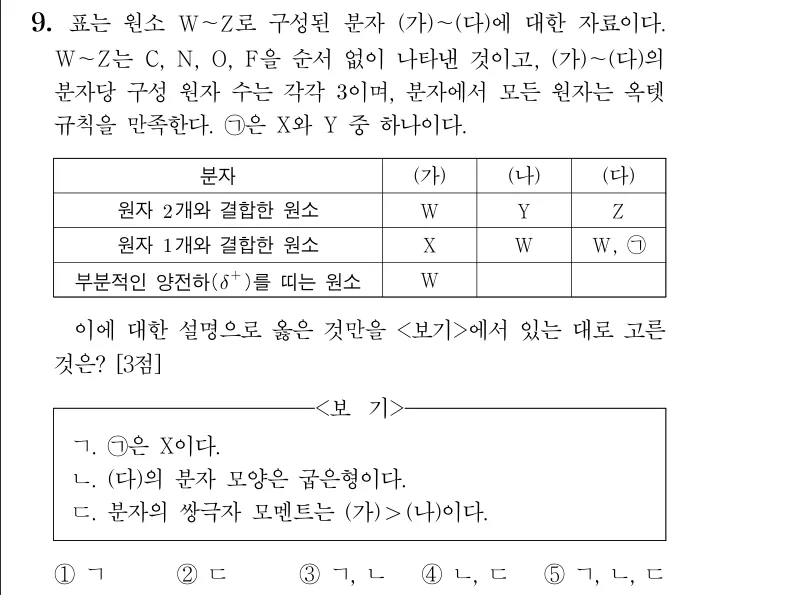 9. 표는 원소 W~Z로 구성된 분자 (가)~(다)에 대한 자료이다.
W~Z는 C, N, O, F을 순서 없이 나타낸 것이고, (가)~(다)의
분자당 구성 원자 수는 각각 3이며, 분자에서 모든 원자는 옥텟
규칙을 만족한다. ㉠은 X와 Y 중 하나이다.
분자 (가) (나) (다)
원자 2개와 결합한 원소 W Y Z
원자 1개와 결합한 원소 X W W, ㉠
부분적인 양전하(δ⁺)를 띠는 원소 W
이에 대한 설명으로 옳은 것만을 <보기>에서 있는 대로 고른
것은? [3점]
<보 기>
ㄱ. ㉠은 X이다.
ㄴ. (다)의 분자 모양은 굽은형이다.
ㄷ. 분자의 쌍극자 모멘트는 (가)>(나)이다.
① ㄱ ② ㄷ ③ ㄱ, ㄴ ④ ㄴ, ㄷ ⑤ ㄱ, ㄴ, ㄷ